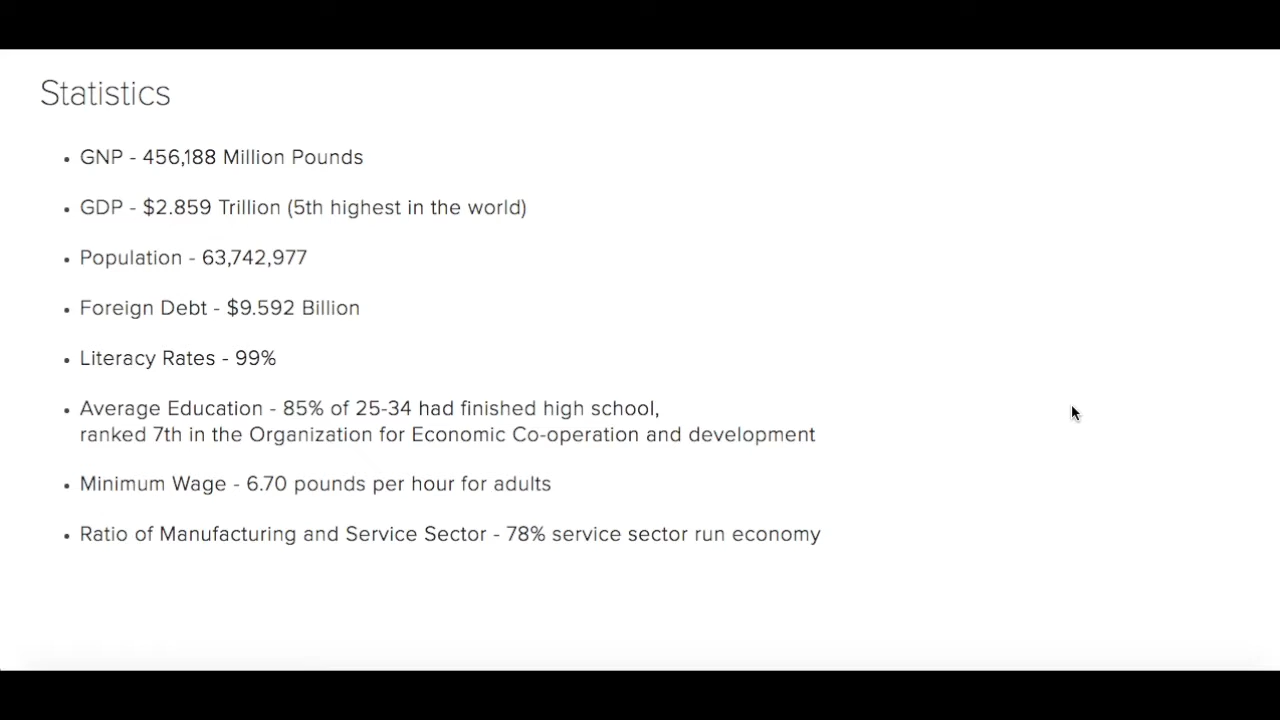 Statistics
GNP - 456,188 Million Pounds
GDP - $2.859 Trillion (5th highest in the world)
Population - 63,742,977
Foreign Debt - $9.592 Billion
Literacy Rates - 99%
Average Education - 85% of 25-34 had finished high school,
ranked 7th in the Organization for Economic Co-operation and development
Minimum Wage - 6.70 pounds per hour for adults
Ratio of Manufacturing and Service Sector - 78% service sector run economy